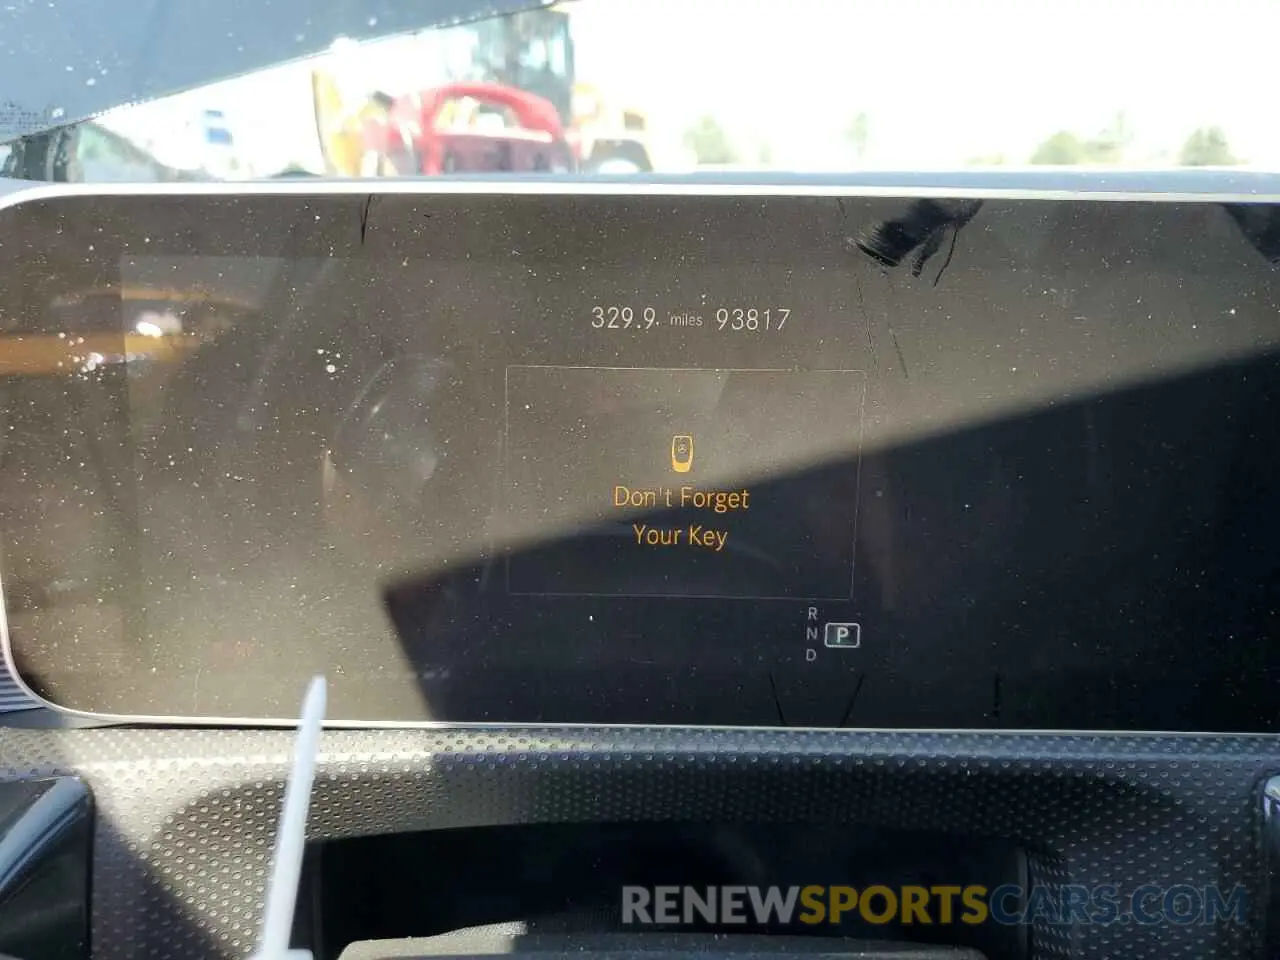 329.9 miles 93817
Don't Forget
Your Key
R
N P
D
RENEWSPORTSCARS.COM